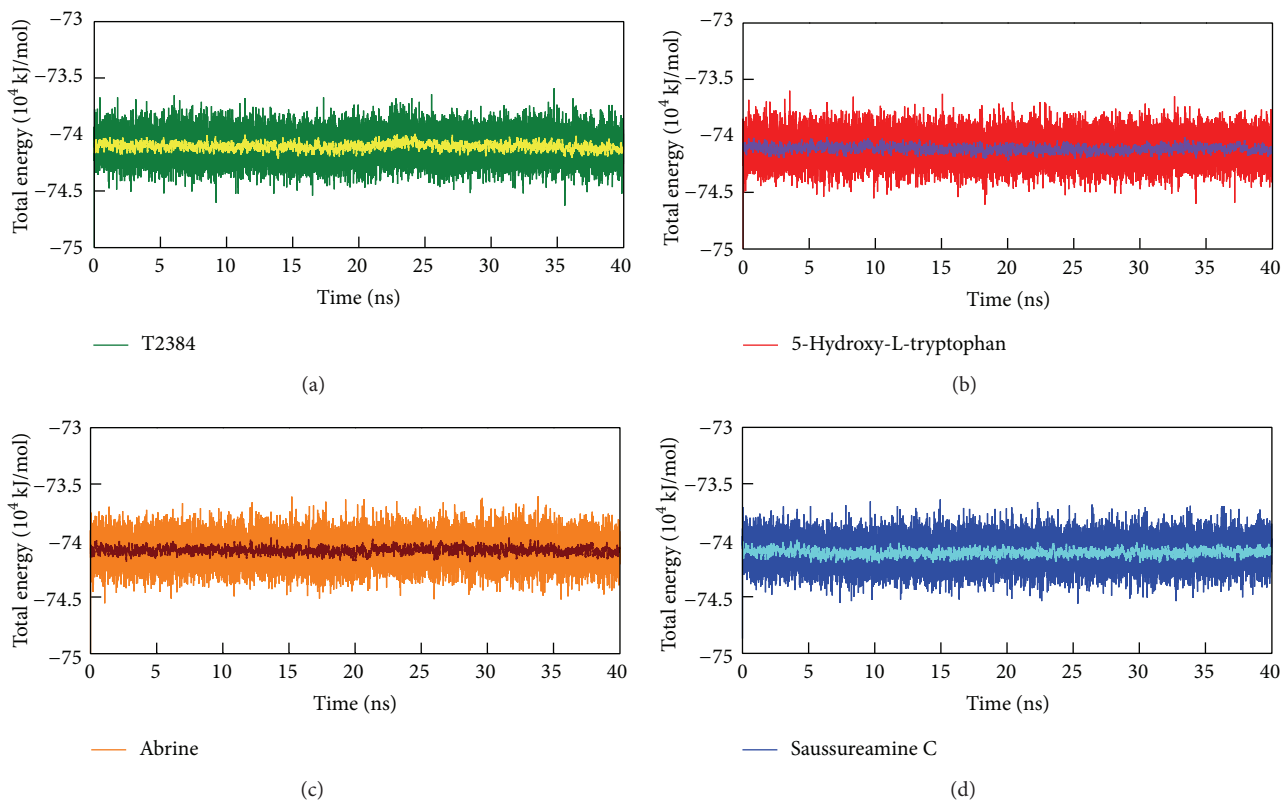 −73
−73.5
−74
−74.5
−75
Total energy (10⁴ kJ/mol)
0 5 10 15 20 25 30 35 40
Time (ns)
T2384
(a)
−73
−73.5
−74
−74.5
−75
Total energy (10⁴ kJ/mol)
0 5 10 15 20 25 30 35 40
Time (ns)
5-Hydroxy-L-tryptophan
(b)
−73
−73.5
−74
−74.5
−75
Total energy (10⁴ kJ/mol)
0 5 10 15 20 25 30 35 40
Time (ns)
Abrine
(c)
−73
−73.5
−74
−74.5
−75
Total energy (10⁴ kJ/mol)
0 5 10 15 20 25 30 35 40
Time (ns)
Saussureamine C
(d)